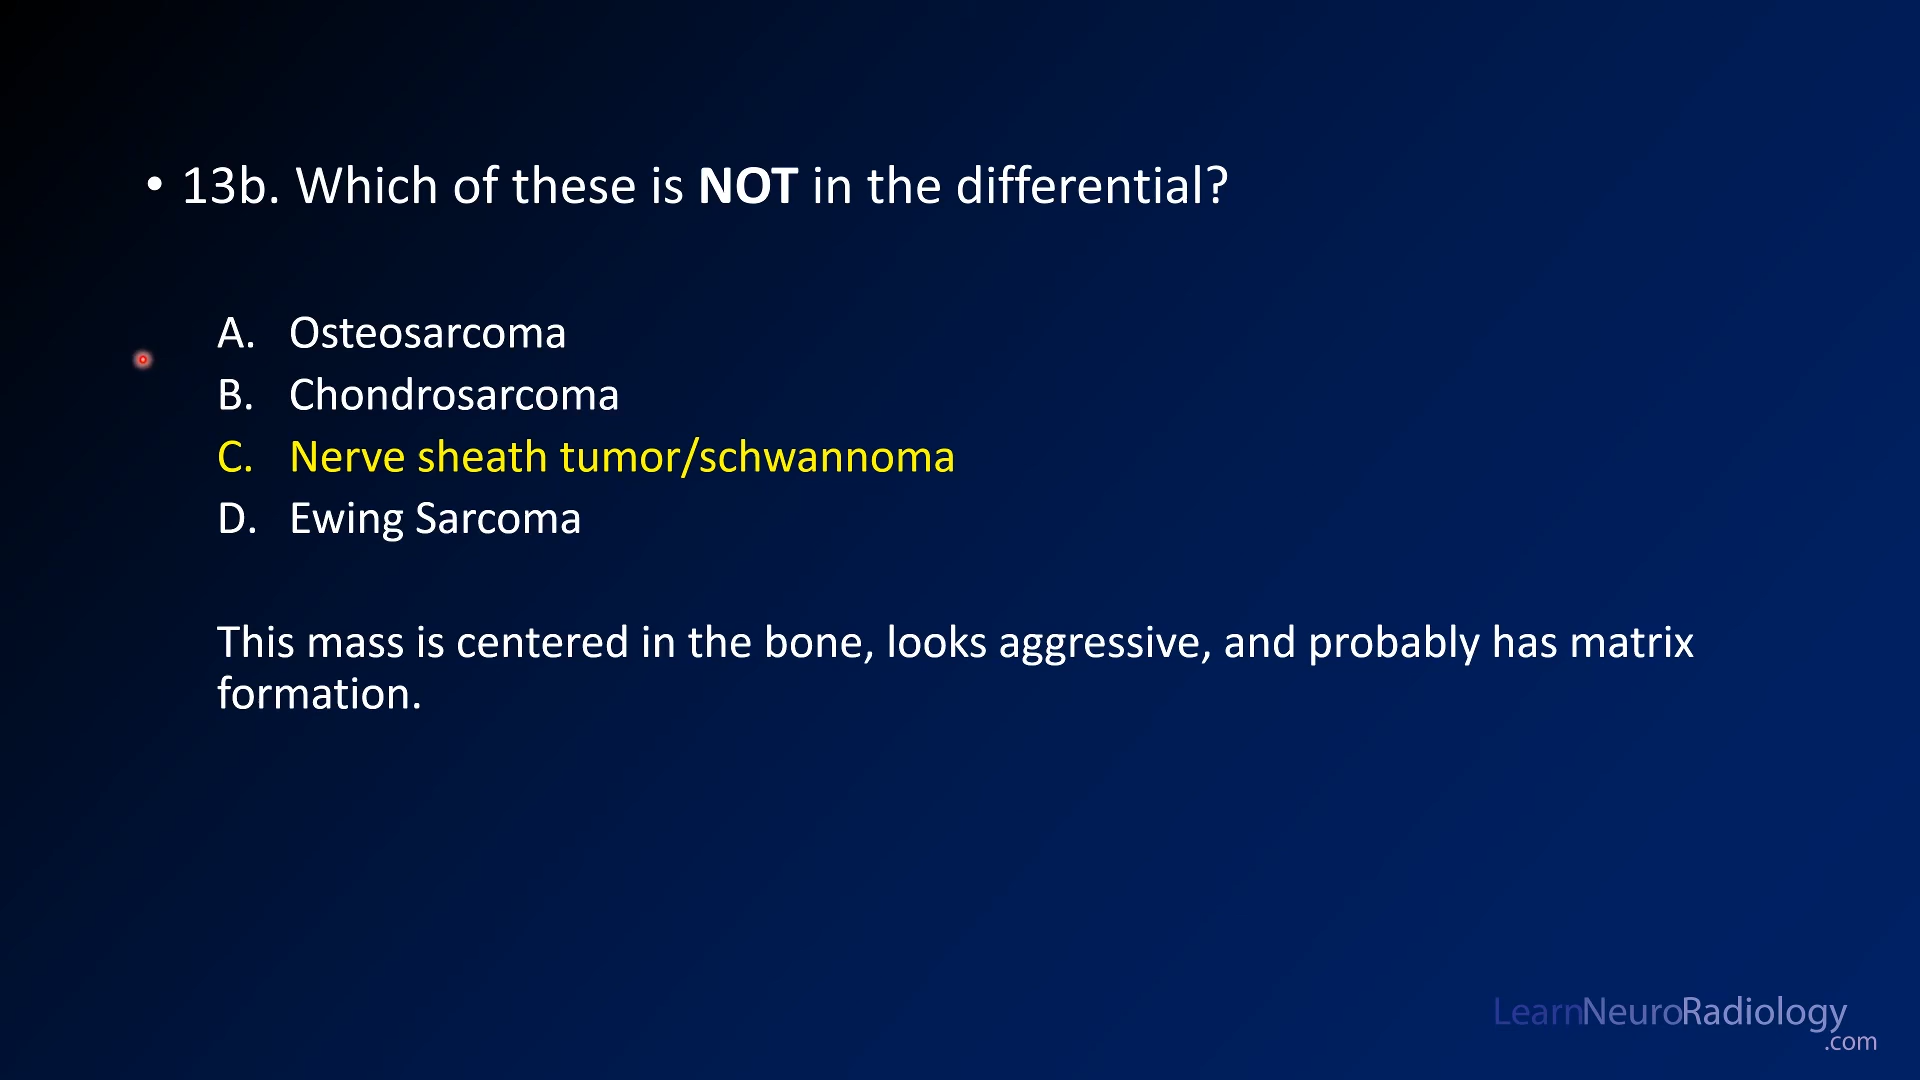 • 13b. Which of these is NOT in the differential?
A. Osteosarcoma
B. Chondrosarcoma
C. Nerve sheath tumor/schwannoma
D. Ewing Sarcoma
This mass is centered in the bone, looks aggressive, and probably has matrix
formation.
LearnNeuroRadiology
.com